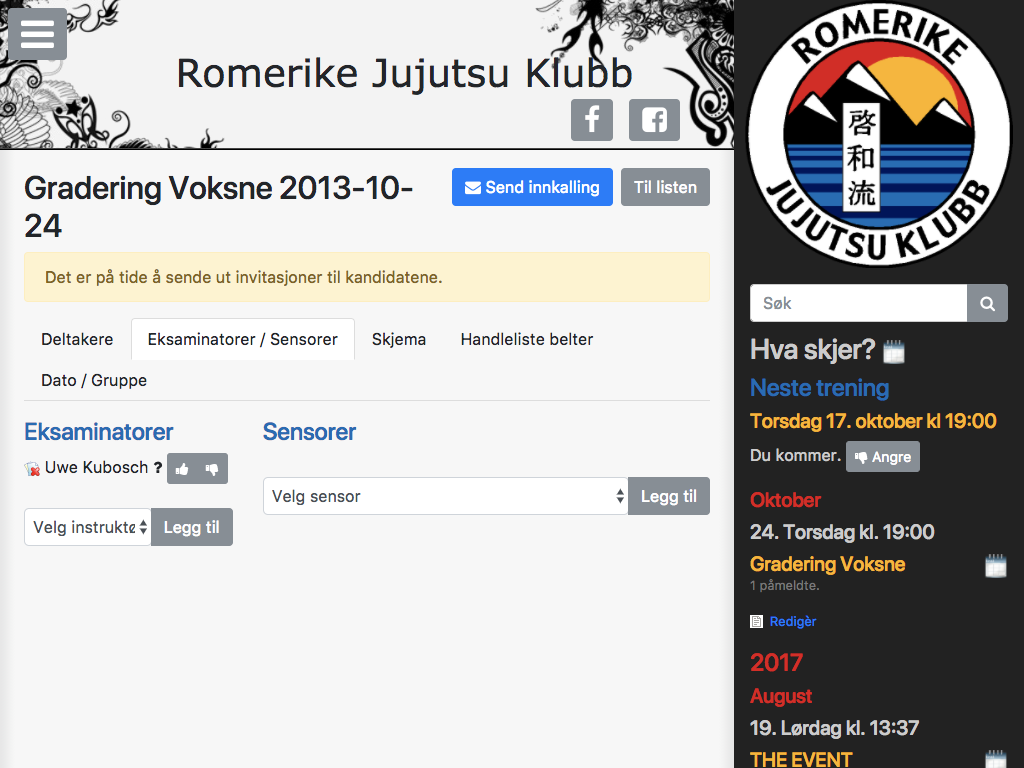 Romerike Jujutsu Klubb
Gradering Voksne 2013-10-
24
Send innkalling
Til listen
Det er på tide å sende ut invitasjoner til kandidatene.
Deltakere
Eksaminatorer / Sensorer
Skjema
Handleliste belter
Dato / Gruppe
Eksaminatorer
Uwe Kubosch ?
Velg instruktø
Legg til
Sensorer
Velg sensor
Legg til
ROMERIKE
啓和流
JUJUTSU KLUBB
Søk
Hva skjer?
Neste trening
Torsdag 17. oktober kl 19:00
Du kommer.
Angre
Oktober
24. Torsdag kl. 19:00
Gradering Voksne
1 påmeldte.
Redigèr
2017
August
19. Lørdag kl. 13:37
THE EVENT